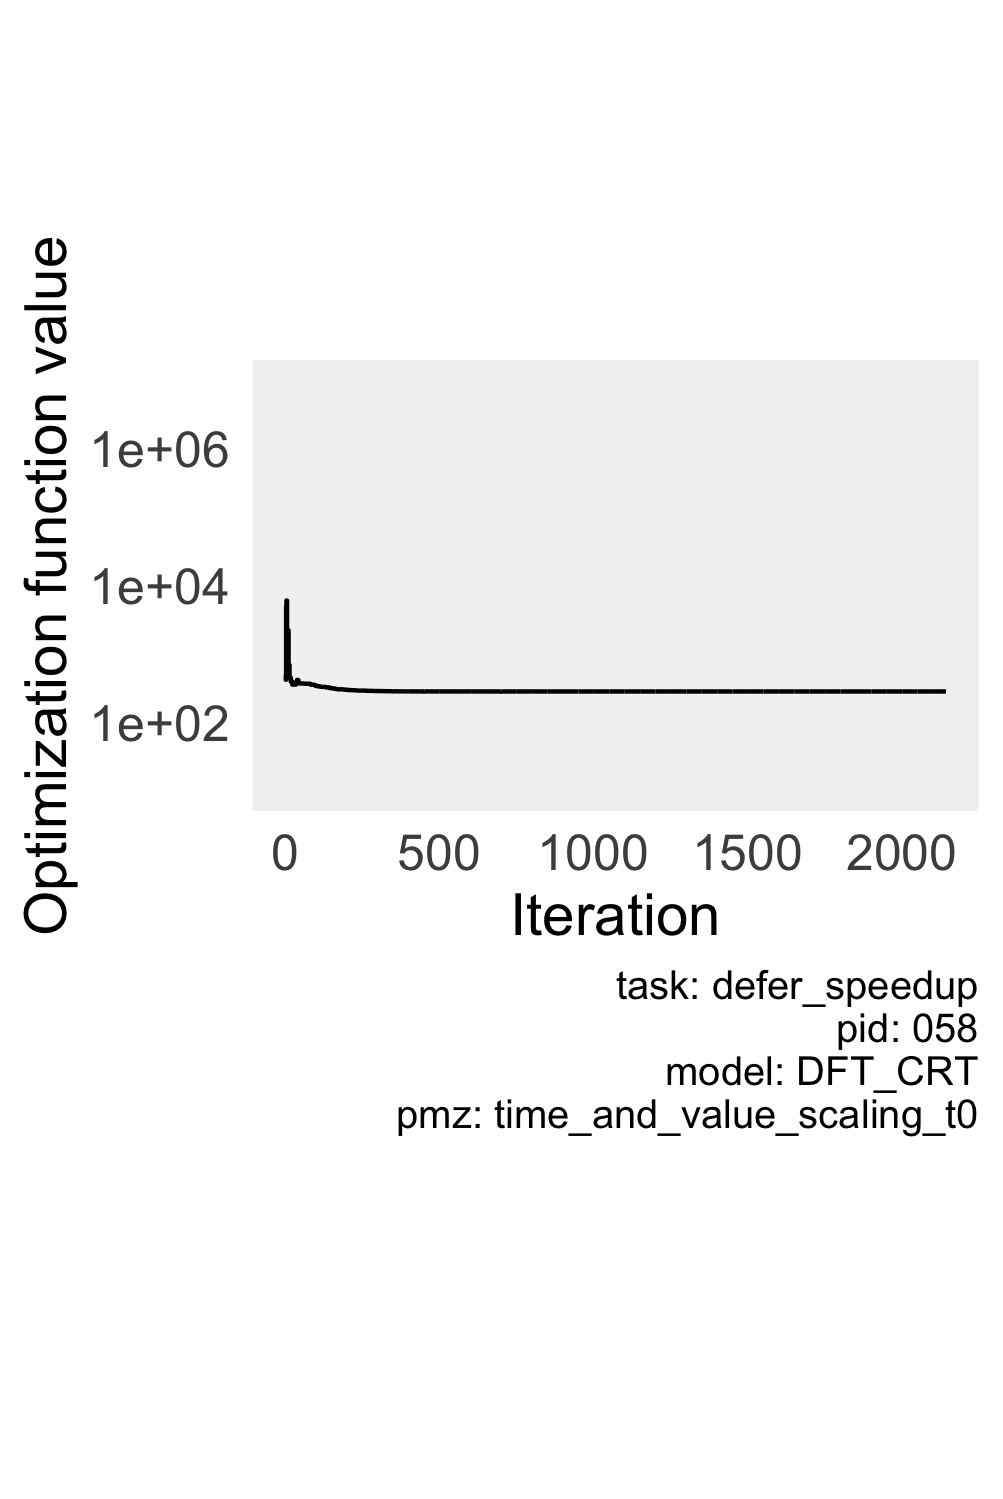 Optimization function value
1e+06
1e+04
1e+02
0 500 1000 1500 2000
Iteration
task: defer_speedup
pid: 058
model: DFT_CRT
pmz: time_and_value_scaling_t0